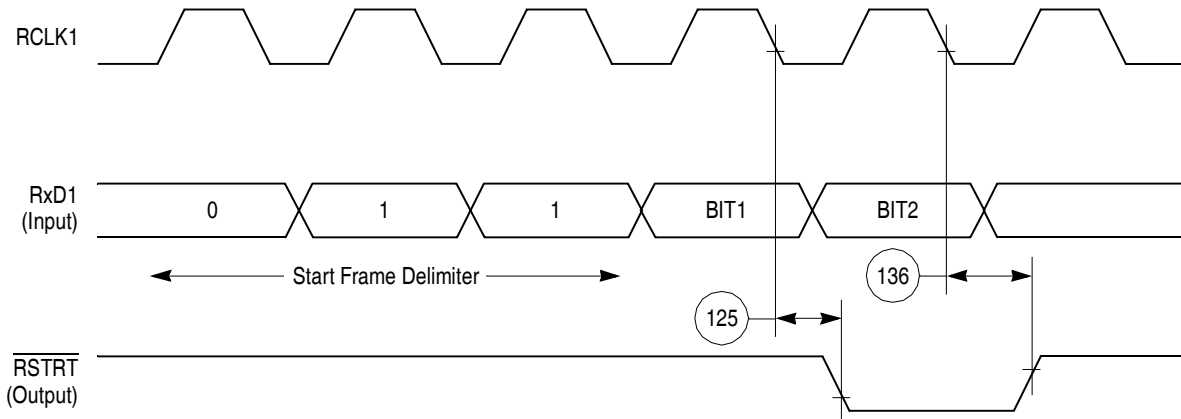 RCLK1
RxD1
(Input)
0
1
1
BIT1
BIT2
Start Frame Delimiter
136
125
RSTRT
(Output)